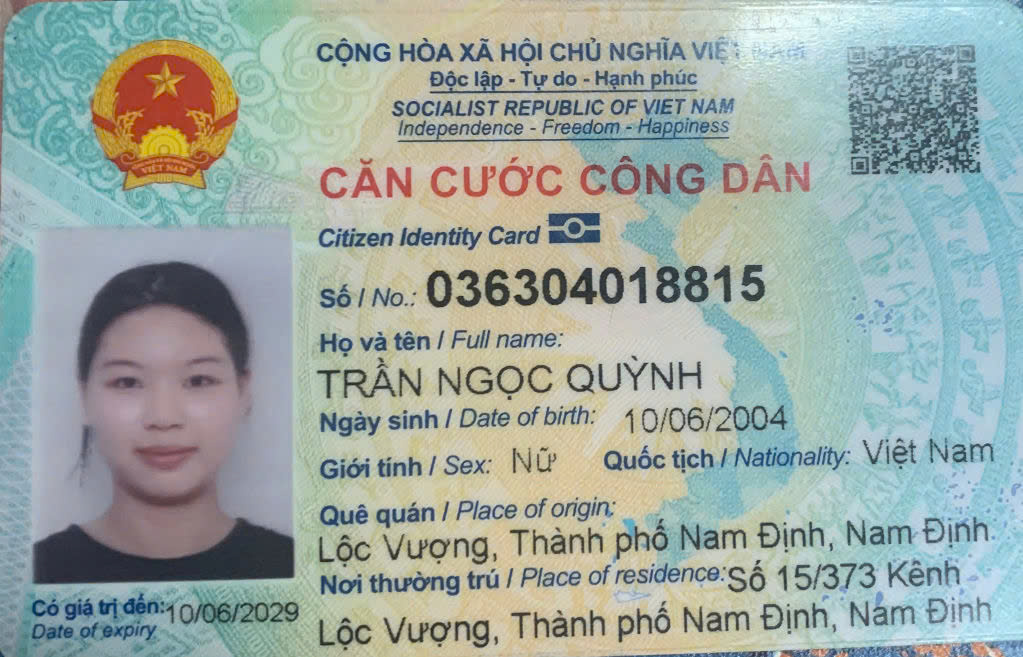 CỘNG HÒA XÃ HỘI CHỦ NGHĨA VIỆT NAM
Độc lập - Tự do - Hạnh phúc
SOCIALIST REPUBLIC OF VIET NAM
Independence - Freedom - Happiness
VIỆT NAM
CĂN CƯỚC CÔNG DÂN
Citizen Identity Card
Số / No.: 036304018815
Họ và tên / Full name:
TRẦN NGỌC QUỲNH
Ngày sinh / Date of birth: 10/06/2004
Giới tính / Sex: Nữ Quốc tịch / Nationality: Việt Nam
Quê quán / Place of origin:
Lộc Vượng, Thành phố Nam Định, Nam Định
Nơi thường trú / Place of residence: Số 15/373 Kênh
Lộc Vượng, Thành phố Nam Định, Nam Định
Có giá trị đến: 10/06/2029
Date of expiry